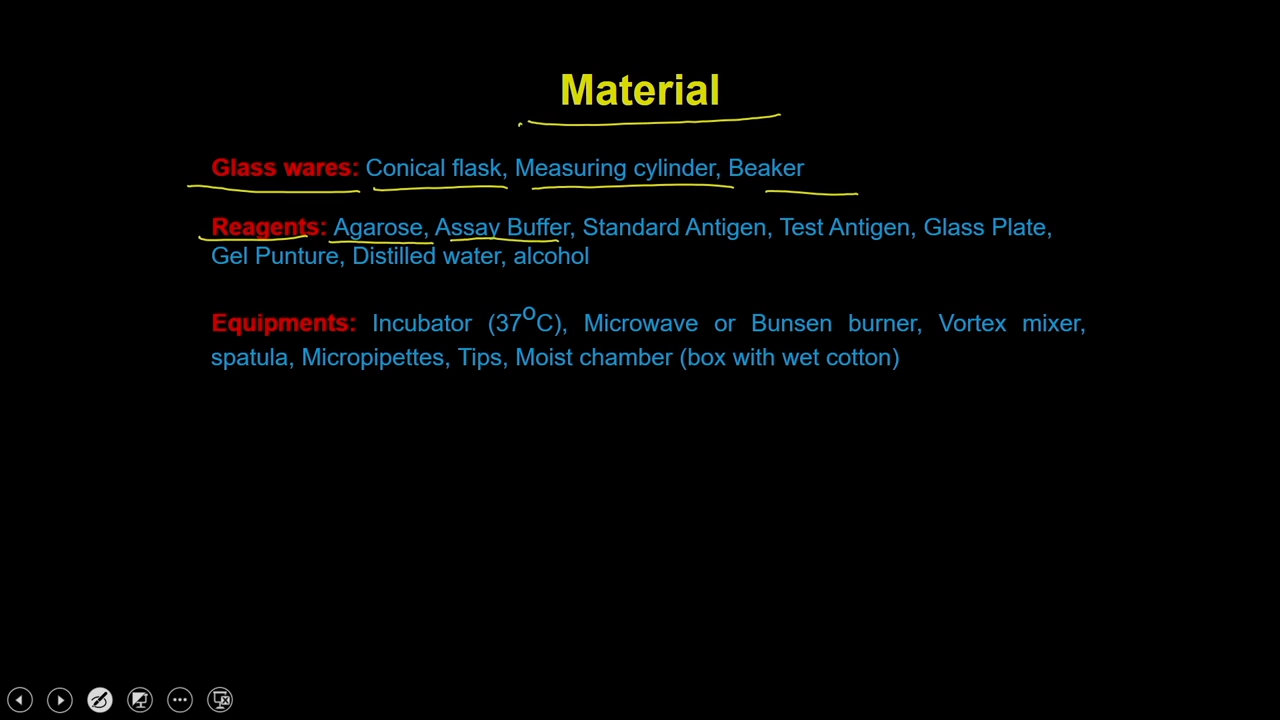 Material
Glass wares: Conical flask, Measuring cylinder, Beaker
Reagents: Agarose, Assay Buffer, Standard Antigen, Test Antigen, Glass Plate,
Gel Punture, Distilled water, alcohol
Equipments: Incubator (37°C), Microwave or Bunsen burner, Vortex mixer,
spatula, Micropipettes, Tips, Moist chamber (box with wet cotton)